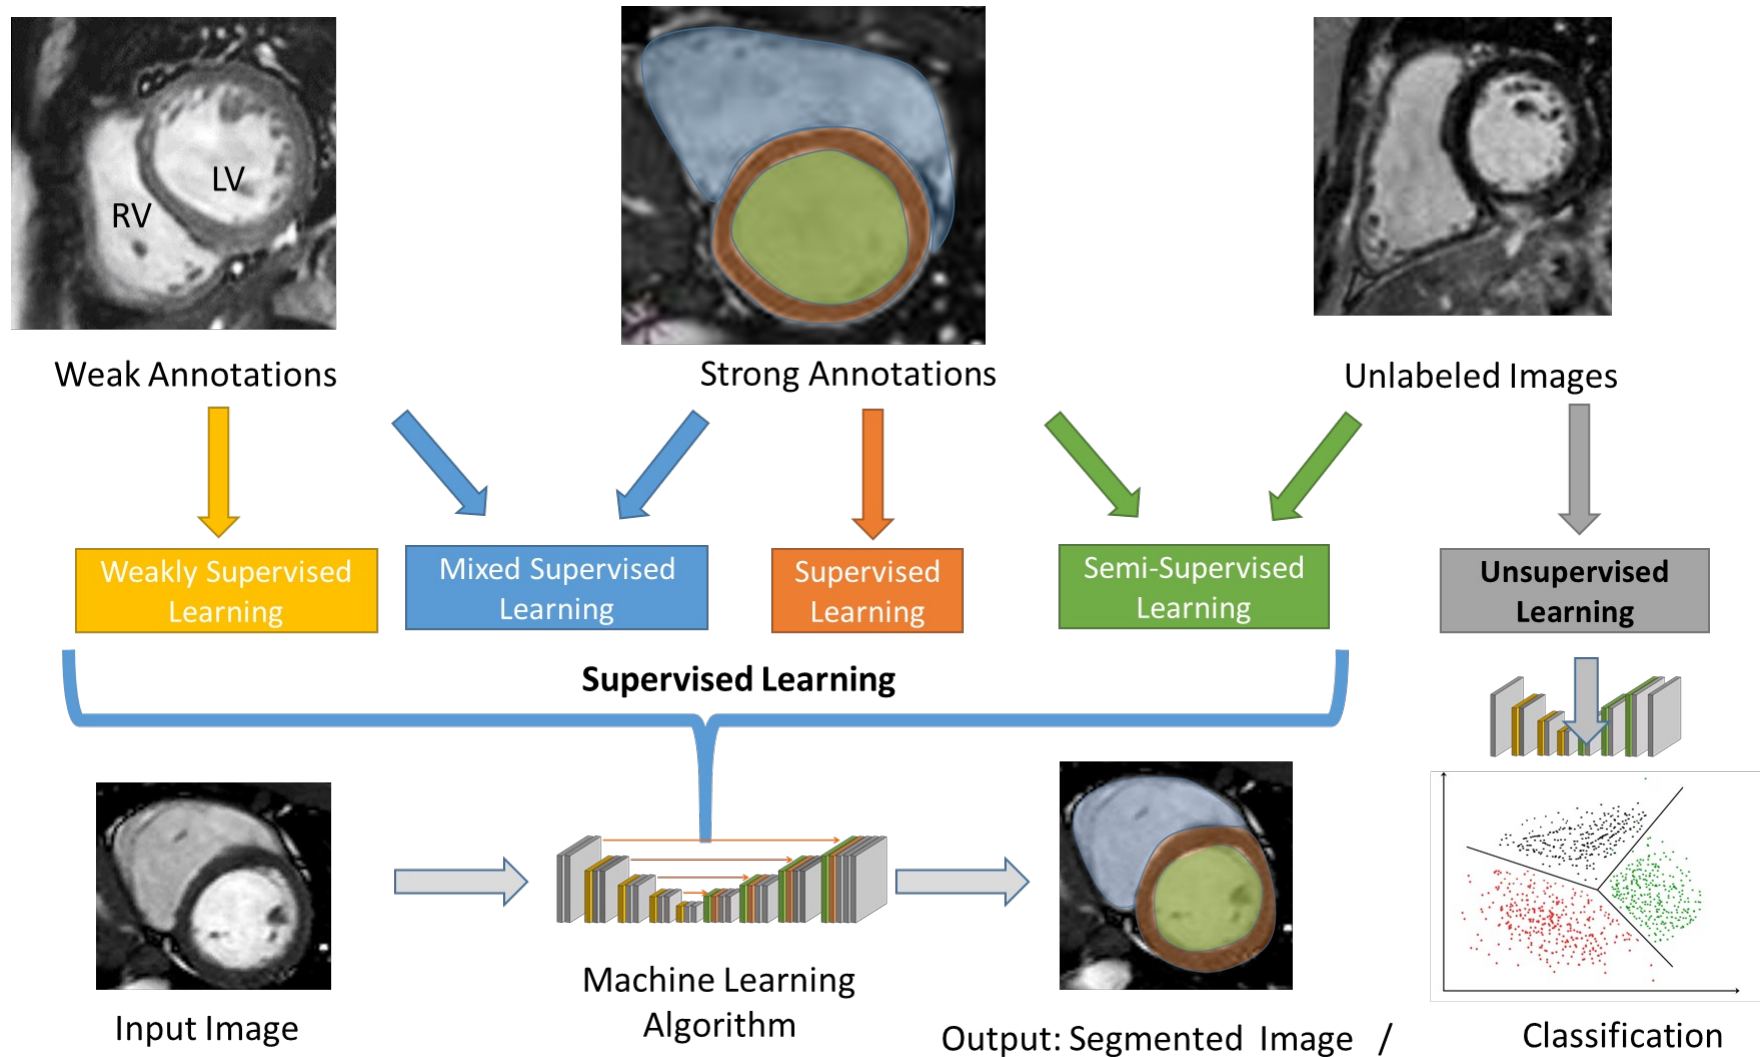 LV
RV
Weak Annotations
Strong Annotations
Unlabeled Images
Weakly Supervised
Learning
Mixed Supervised
Learning
Supervised
Learning
Semi-Supervised
Learning
Unsupervised
Learning
Supervised Learning
Input Image
Machine Learning
Algorithm
Output: Segmented Image /
Classification